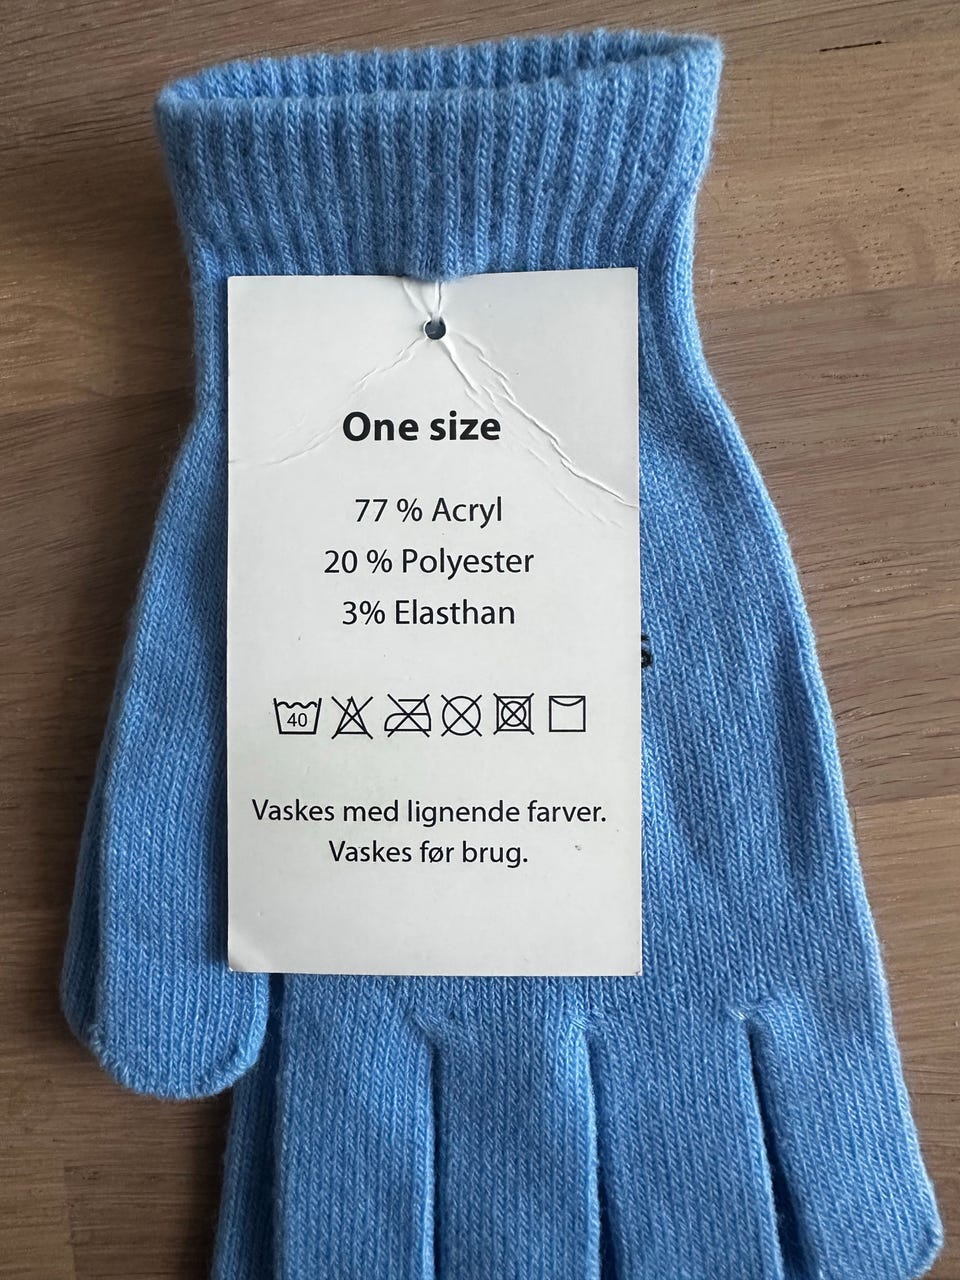 One size
77 % Acryl
20 % Polyester
3% Elasthan
40
Vaskes med lignende farver.
Vaskes før brug.